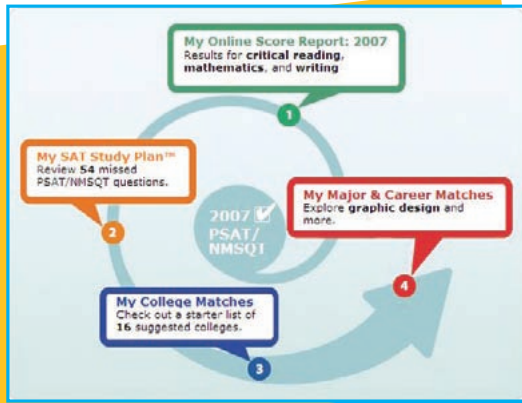 My Online Score Report: 2007
Results for critical reading,
mathematics, and writing
1
My SAT Study Plan™
Review 54 missed
PSAT/NMSQT questions.
2
2007
PSAT/
NMSQT
My Major & Career Matches
Explore graphic design and
more.
4
My College Matches
Check out a starter list of
16 suggested colleges.
3